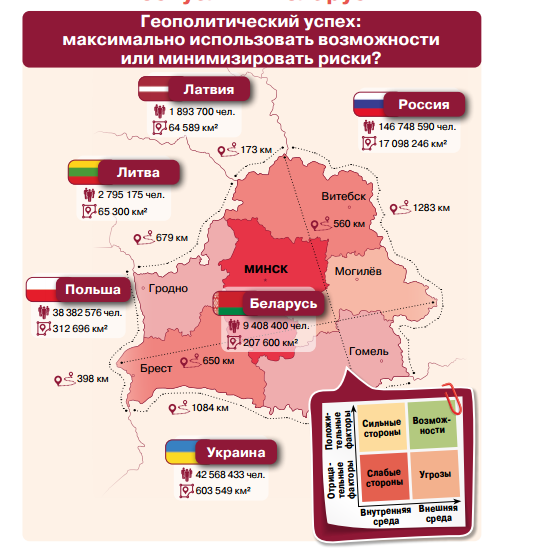 Геополитический успех:
максимально использовать возможности
или минимизировать риски?
Латвия
1 893 700 чел.
64 589 км²
Россия
146 748 590 чел.
17 098 246 км²
173 км
Литва
2 795 175 чел.
65 300 км²
Витебск
1283 км
560 км
679 км
МИНСК
Могилёв
Польша
38 382 576 чел.
312 696 км²
Гродно
Беларусь
9 408 400 чел.
207 600 км²
Гомель
Брест
650 км
398 км
1084 км
Украина
42 568 433 чел.
603 549 км²
Положи-
тельные
факторы
Сильные
стороны
Возмож-
ности
Отрица-
тельные
факторы
Слабые
стороны
Угрозы
Внутренняя
среда
Внешняя
среда